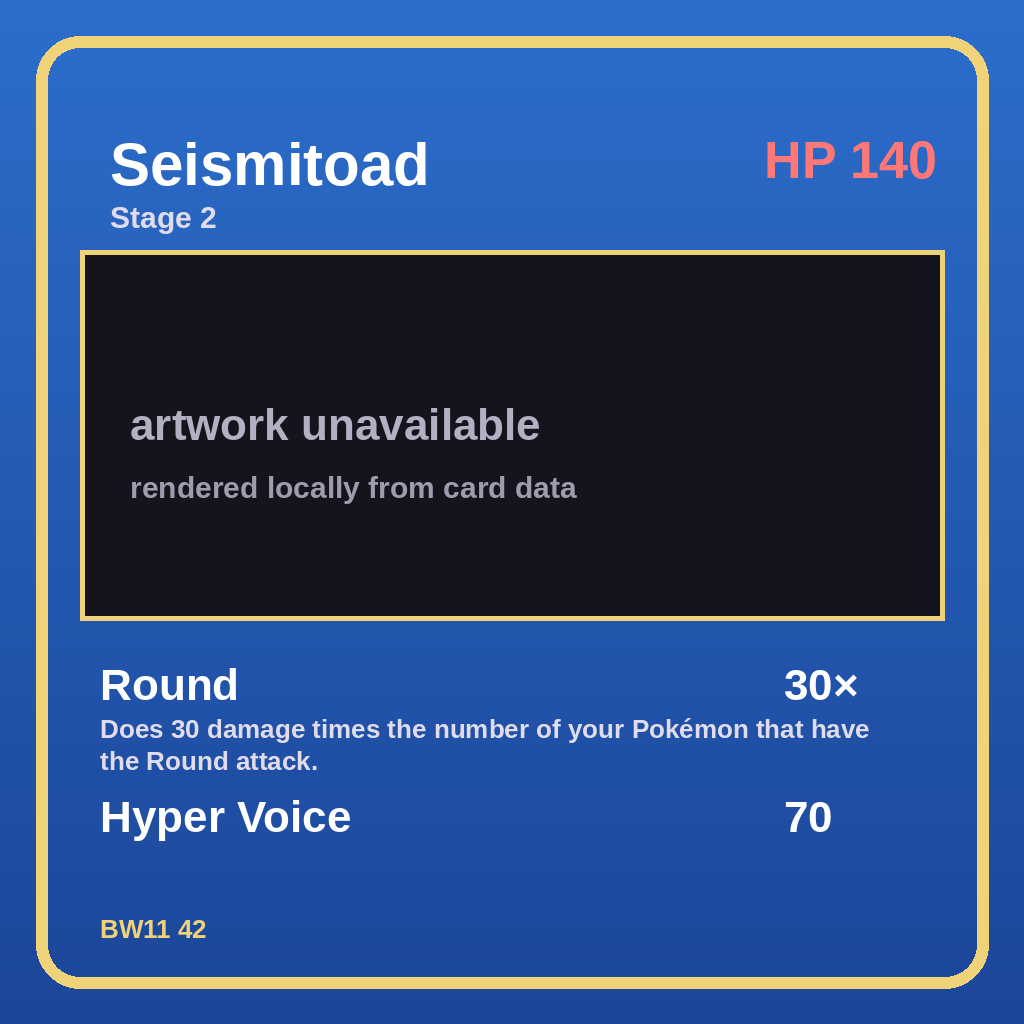 Seismitoad
HP 140
Stage 2
artwork unavailable
rendered locally from card data
Round 30×
Does 30 damage times the number of your Pokémon that have
the Round attack.
Hyper Voice 70
BW11 42